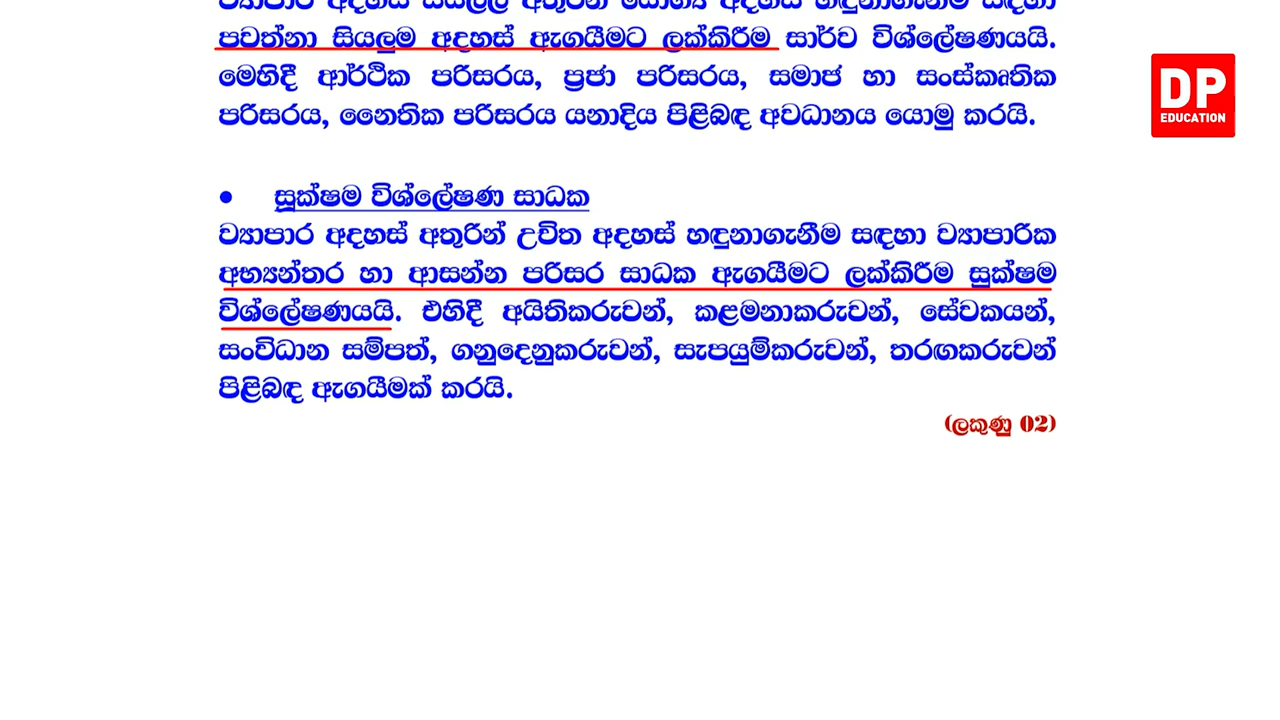 පවත්නා සියලුම අදහස් ඇගයීමට ලක්කිරීම සාර්ව විශ්ලේෂණයයි.
මෙහිදී ආර්ථික පරිසරය, ප්‍රජා පරිසරය, සමාජ හා සංස්කෘතික
පරිසරය, නෛතික පරිසරය යනාදිය පිළිබඳ අවධානය යොමු කරයි.
DP
EDUCATION
• සූක්ෂම විශ්ලේෂණ සාධක
ව්‍යාපාර අදහස් අතුරින් උචිත අදහස් හඳුනාගැනීම සඳහා ව්‍යාපාරික
අභ්‍යන්තර හා ආසන්න පරිසර සාධක ඇගයීමට ලක්කිරීම සුක්ෂම
විශ්ලේෂණයයි. එහිදී අයිතිකරුවන්, කළමනාකරුවන්, සේවකයන්,
සංවිධාන සම්පත්, ගනුදෙනුකරුවන්, සැපයුම්කරුවන්, තරඟකරුවන්
පිළිබඳ ඇගයීමක් කරයි.
(ලකුණු 02)